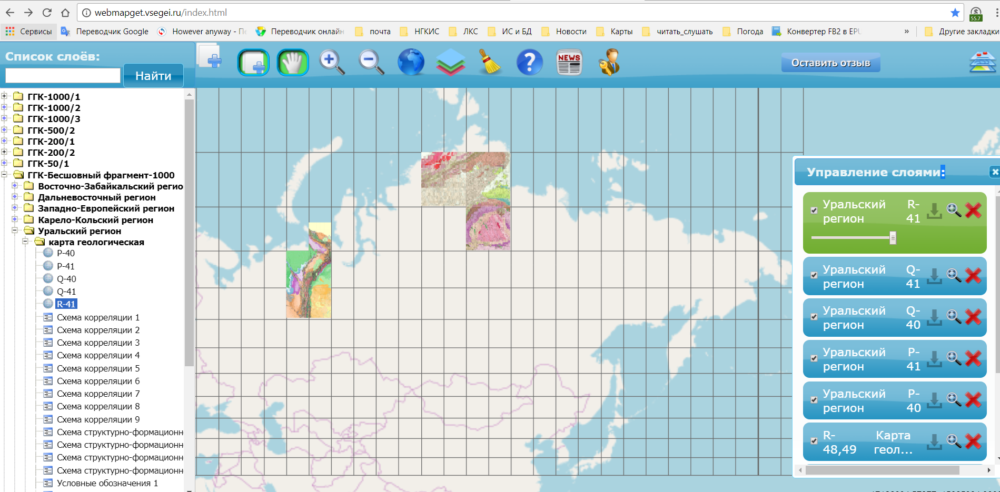 webmapget.vsegei.ru/index.html
55.7
Сервисы
Переводчик Google
However anyway - Пе
Переводчик онлайн
почта
НГКИС
ЛКС
ИС и БД
Новости
Карты
читать_слушать
Погода
Конвертер FB2 в EPU
»
Другие закладки
Список слоёв:
Найти
NEWS
Оставить отзыв
ГГК-1000/1
ГГК-1000/2
ГГК-1000/3
ГГК-500/2
ГГК-200/1
ГГК-200/2
ГГК-50/1
ГГК-Бесшовный фрагмент-1000
Восточно-Забайкальский регио
Дальневосточный регион
Западно-Европейский регион
Карело-Кольский регион
Уральский регион
карта геологическая
P-40
P-41
Q-40
Q-41
R-41
Схема корреляции 1
Схема корреляции 2
Схема корреляции 3
Схема корреляции 4
Схема корреляции 5
Схема корреляции 6
Схема корреляции 7
Схема корреляции 8
Схема корреляции 9
Схема структурно-формационн
Схема структурно-формационн
Схема структурно-формационн
Схема структурно-формационн
Условные обозначения 1
Управление слоями:
Уральский R-
регион 41
Уральский Q-
регион 41
Уральский Q-
регион 40
Уральский P-
регион 41
Уральский P-
регион 40
R- Карта
48,49 геол...